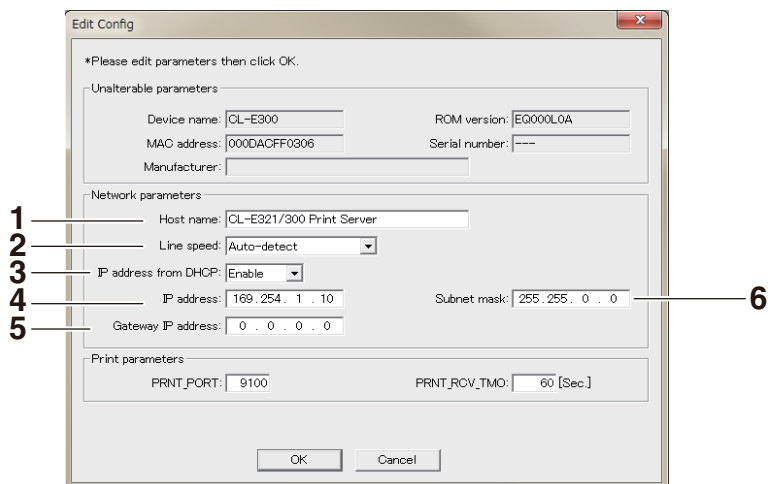 Edit Config
*Please edit parameters then click OK.
Unalterable parameters
Device name: CL-E300
ROM version: EQ000L0A
MAC address: 000DACFF0306
Serial number: ---
Manufacturer:
Network parameters
1 Host name: CL-E321/300 Print Server
2 Line speed: Auto-detect
3 IP address from DHCP: Enable
4 IP address: 169.254. 1 . 10
Subnet mask: 255.255. 0 . 0 6
5 Gateway IP address: 0 . 0 . 0 . 0
Print parameters
PRNT_PORT: 9100
PRNT_RCV_TMO: 60 [Sec.]
OK Cancel